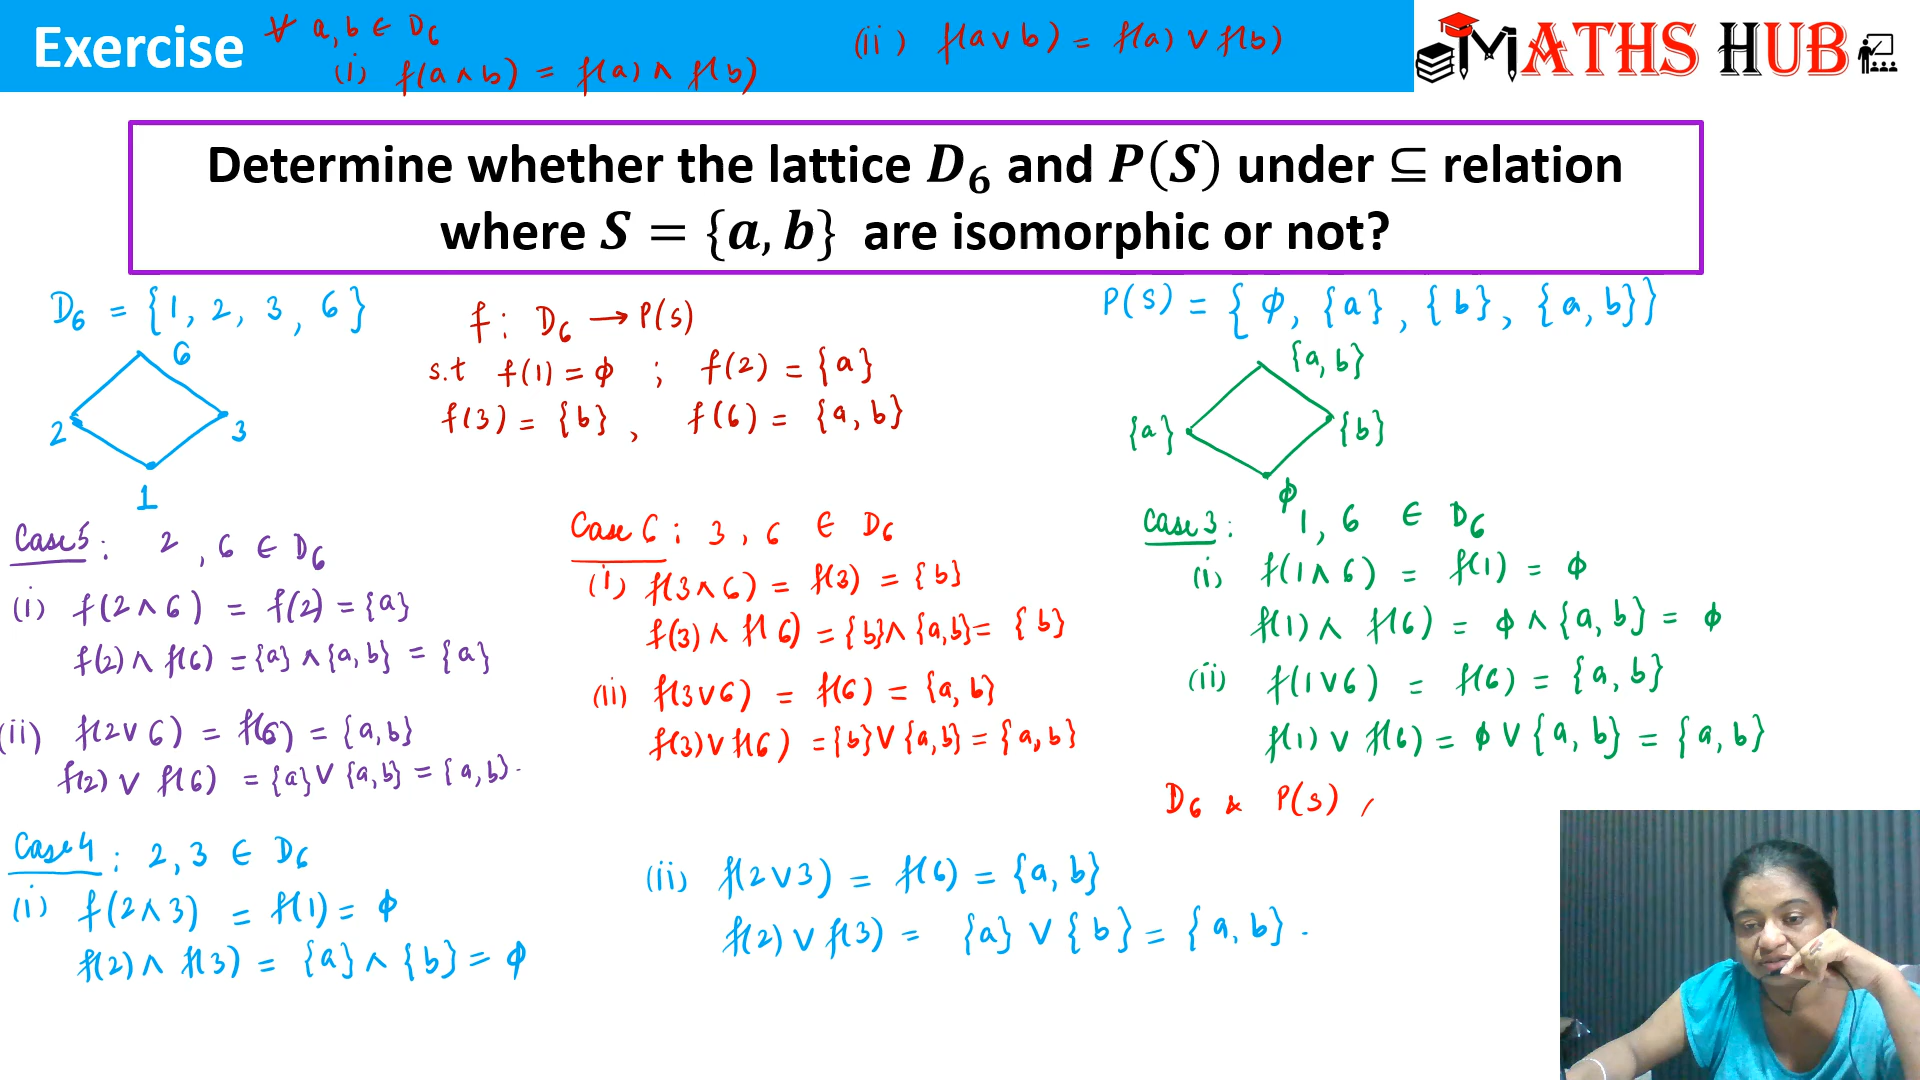 Exercise
∀ a, b ∈ D₆
(i) f(a ∧ b) = f(a) ∧ f(b)
(ii) f(a ∨ b) = f(a) ∨ f(b)
MATHS HUB
Determine whether the lattice D₆ and P(S) under ⊆ relation
where S = {a, b} are isomorphic or not?
D₆ = {1, 2, 3, 6}
6
2
3
1
f : D₆ → P(S)
s.t f(1) = ϕ ; f(2) = {a}
f(3) = {b} , f(6) = {a, b}
P(S) = {ϕ, {a}, {b}, {a, b}}
{a, b}
{a}
{b}
ϕ
Case 5 : 2, 6 ∈ D₆
(i) f(2 ∧ 6) = f(2) = {a}
f(2) ∧ f(6) = {a} ∧ {a, b} = {a}
(ii) f(2 ∨ 6) = f(6) = {a, b}
f(2) ∨ f(6) = {a} ∨ {a, b} = {a, b}.
Case 6 : 3, 6 ∈ D₆
(i) f(3 ∧ 6) = f(3) = {b}
f(3) ∧ f(6) = {b} ∧ {a, b} = {b}
(ii) f(3 ∨ 6) = f(6) = {a, b}
f(3) ∨ f(6) = {b} ∨ {a, b} = {a, b}
Case 3 : 1, 6 ∈ D₆
(i) f(1 ∧ 6) = f(1) = ϕ
f(1) ∧ f(6) = ϕ ∧ {a, b} = ϕ
(ii) f(1 ∨ 6) = f(6) = {a, b}
f(1) ∨ f(6) = ϕ ∨ {a, b} = {a, b}
D₆ & P(S)
Case 4 : 2, 3 ∈ D₆
(i) f(2 ∧ 3) = f(1) = ϕ
f(2) ∧ f(3) = {a} ∧ {b} = ϕ
(ii) f(2 ∨ 3) = f(6) = {a, b}
f(2) ∨ f(3) = {a} ∨ {b} = {a, b}.